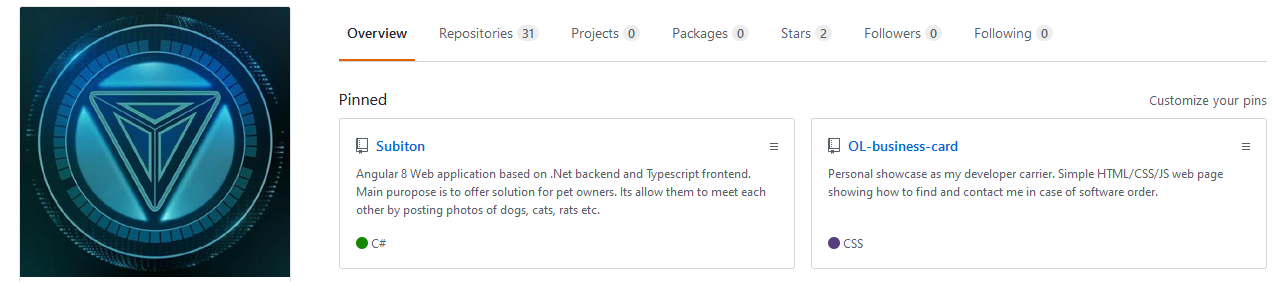 Overview Repositories 31 Projects 0 Packages 0 Stars 2 Followers 0 Following 0
Pinned Customize your pins
Subiton
Angular 8 Web application based on .Net backend and Typescript frontend.
Main puropose is to offer solution for pet owners. Its allow them to meet each
other by posting photos of dogs, cats, rats etc.
C#
OL-business-card
Personal showcase as my developer carrier. Simple HTML/CSS/JS web page
showing how to find and contact me in case of software order.
CSS